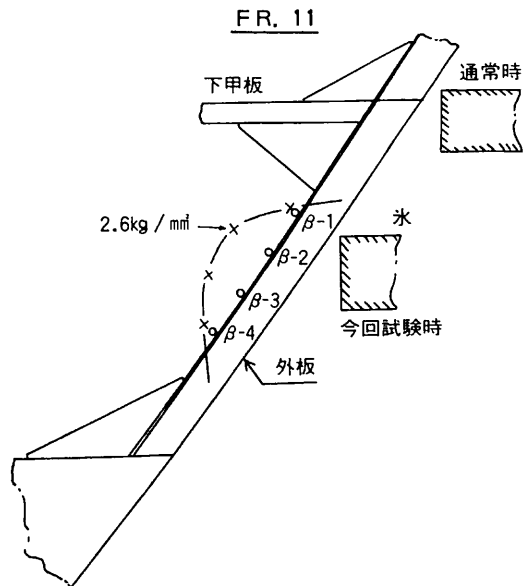 FR. 11
下甲板
通常時
2.6kg/mm²
β-1
氷
β-2
β-3
今回試験時
β-4
外板